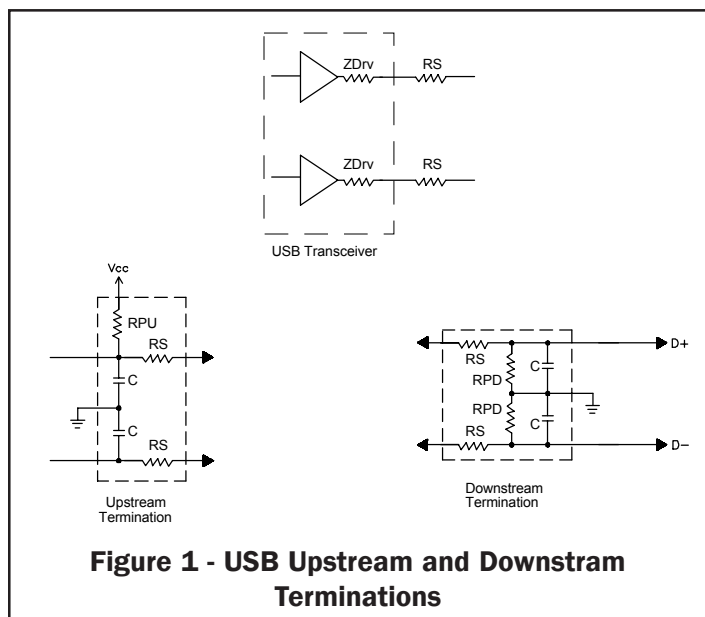 ZDrv RS
ZDrv RS
USB Transceiver
Vcc
RPU
RS
C
C
RS
Upstream
Termination
D+
RS
RPD
C
RPD
C
RS
D–
Downstream
Termination
Figure 1 - USB Upstream and Downstram
Terminations